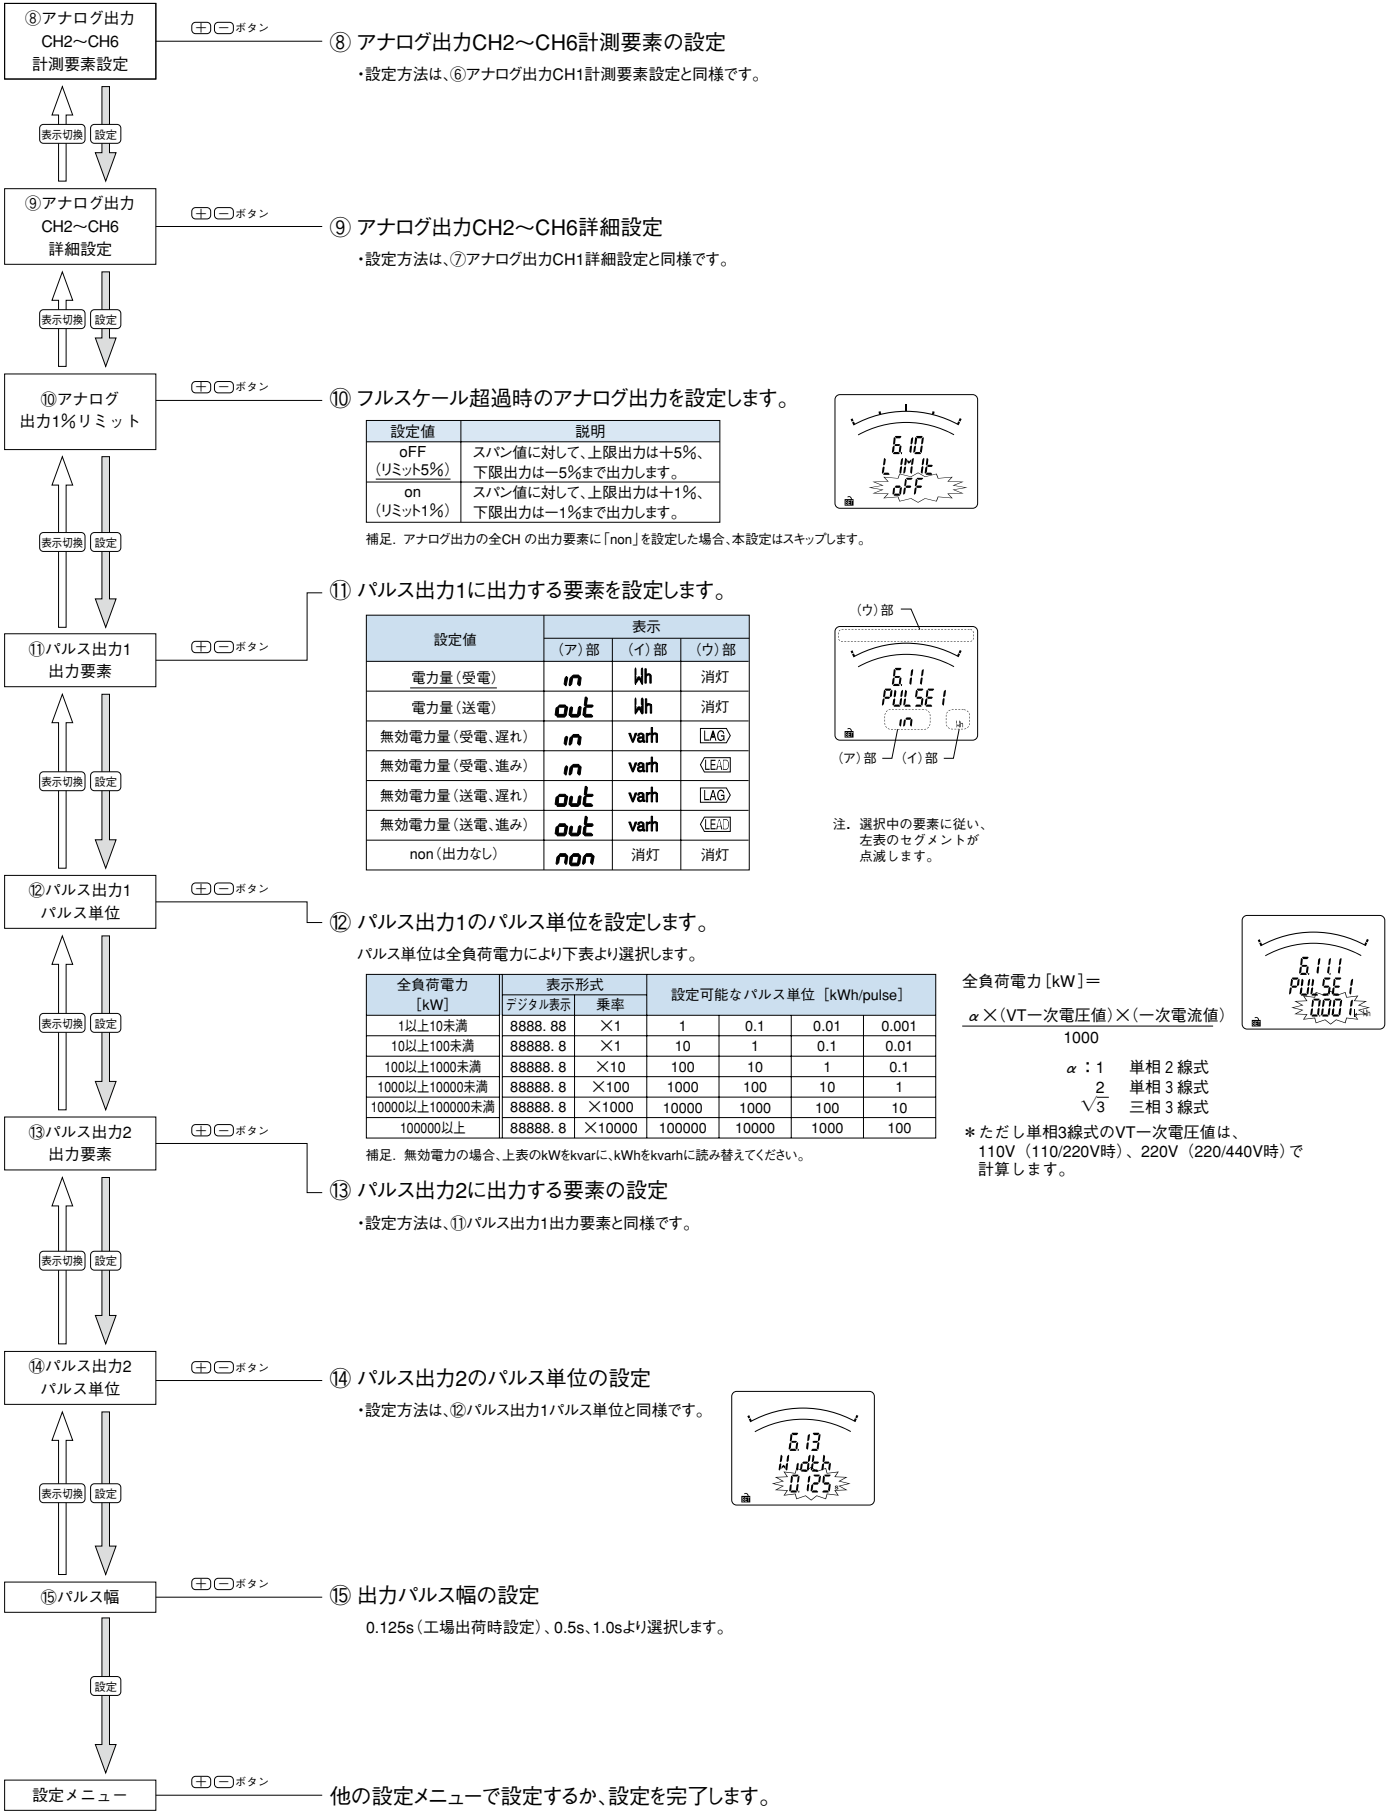 ⑧アナログ出力
CH2～CH6
計測要素設定
＋ －ボタン
⑧ アナログ出力CH2～CH6計測要素の設定
・設定方法は、⑥アナログ出力CH1計測要素設定と同様です。
表示切換 設定
⑨アナログ出力
CH2～CH6
詳細設定
＋ －ボタン
⑨ アナログ出力CH2～CH6詳細設定
・設定方法は、⑦アナログ出力CH1詳細設定と同様です。
表示切換 設定
⑩アナログ
出力1％リミット
＋ －ボタン
⑩ フルスケール超過時のアナログ出力を設定します。
設定値 説明
oFF
(リミット5％)
スパン値に対して、上限出力は＋5％、
下限出力は－5％まで出力します。
on
(リミット1％)
スパン値に対して、上限出力は＋1％、
下限出力は－1％まで出力します。
補足. アナログ出力の全CH の出力要素に「non」を設定した場合、本設定はスキップします。
6.10
LIMIt
oFF
表示切換 設定
⑪パルス出力1
出力要素
＋ －ボタン
⑪ パルス出力1に出力する要素を設定します。
設定値 表示
(ア)部 (イ)部 (ウ)部
電力量(受電) in Wh 消灯
電力量(送電) out Wh 消灯
無効電力量(受電、遅れ) in varh LAG
無効電力量(受電、進み) in varh LEAD
無効電力量(送電、遅れ) out varh LAG
無効電力量(送電、進み) out varh LEAD
non(出力なし) non 消灯 消灯
(ウ)部
6.11
PULSE1
in Wh
(ア)部 (イ)部
注. 選択中の要素に従い、
左表のセグメントが
点滅します。
表示切換 設定
⑫パルス出力1
パルス単位
＋ －ボタン
⑫ パルス出力1のパルス単位を設定します。
パルス単位は全負荷電力により下表より選択します。
全負荷電力
[kW]
表示形式
デジタル表示 乗率
設定可能なパルス単位 [kWh/pulse]
1以上10未満 8888. 88 ×1 1 0.1 0.01 0.001
10以上100未満 88888. 8 ×1 10 1 0.1 0.01
100以上1000未満 88888. 8 ×10 100 10 1 0.1
1000以上10000未満 88888. 8 ×100 1000 100 10 1
10000以上100000未満 88888. 8 ×1000 10000 1000 100 10
100000以上 88888. 8 ×10000 100000 10000 1000 100
補足. 無効電力の場合、上表のkWをkvarに、kWhをkvarhに読み替えてください。
全負荷電力[kW]＝
α×(VT一次電圧値)×(一次電流値)
1000
α：1 単相2線式
2 単相3線式
√3 三相3線式
＊ただし単相3線式のVT一次電圧値は、
110V（110/220V時）、220V（220/440V時）で
計算します。
6.11.1
PULSE1
0.001
表示切換 設定
⑬パルス出力2
出力要素
＋ －ボタン
⑬ パルス出力2に出力する要素の設定
・設定方法は、⑪パルス出力1出力要素と同様です。
表示切換 設定
⑭パルス出力2
パルス単位
＋ －ボタン
⑭ パルス出力2のパルス単位の設定
・設定方法は、⑫パルス出力1パルス単位と同様です。
6.13
Width
0.125 s
表示切換 設定
⑮パルス幅
＋ －ボタン
⑮ 出力パルス幅の設定
0.125s(工場出荷時設定)、0.5s、1.0sより選択します。
設定
設定メニュー
＋ －ボタン
他の設定メニューで設定するか、設定を完了します。